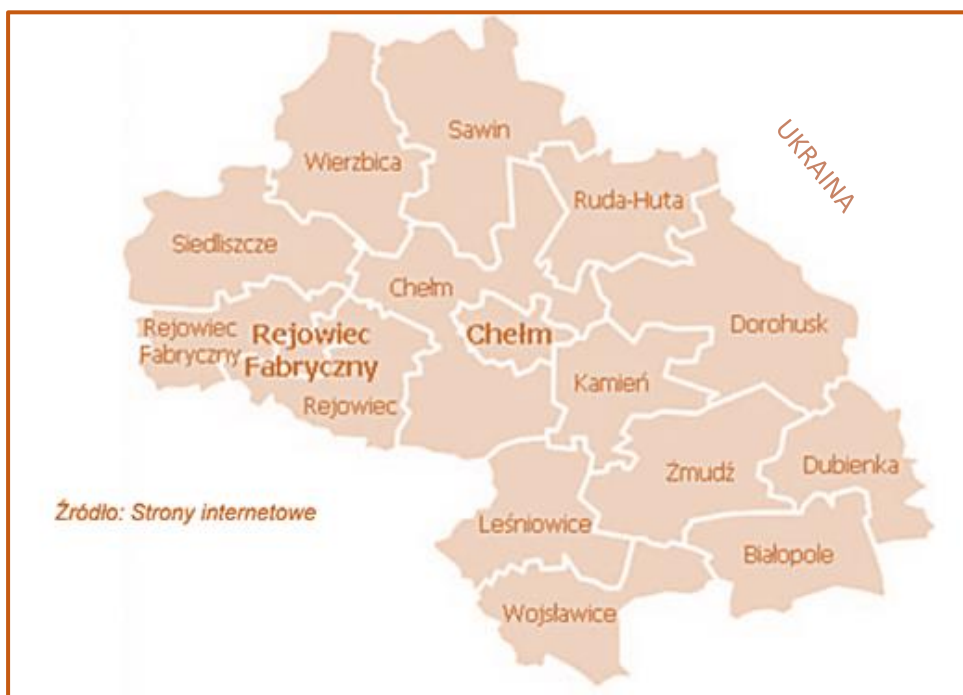 Sawin
UKRAINA
Wierzbica
Ruda-Huta
Siedliszcze
Chełm
Rejowiec
Fabryczny
Rejowiec
Fabryczny
Chełm
Dorohusk
Kamień
Rejowiec
Żmudź
Dubienka
Źródło: Strony internetowe
Leśniowice
Białopole
Wojsławice